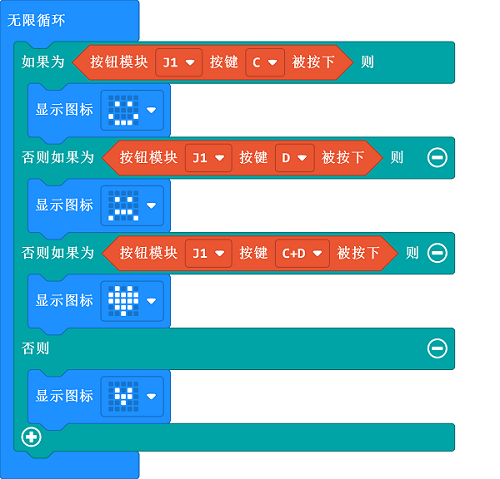 无限循环
如果为 按钮模块 J1 按键 C 被按下 则
显示图标
否则如果为 按钮模块 J1 按键 D 被按下 则
显示图标
否则如果为 按钮模块 J1 按键 C+D 被按下 则
显示图标
否则
显示图标